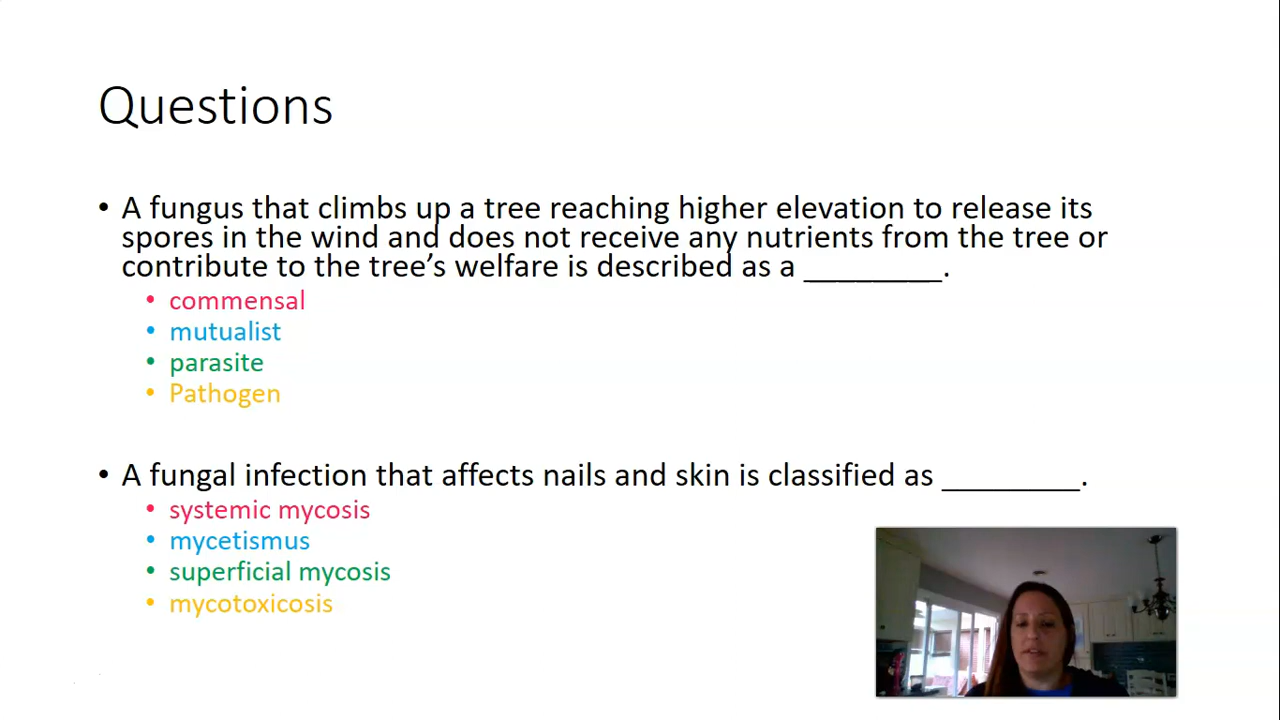 Questions
• A fungus that climbs up a tree reaching higher elevation to release its
spores in the wind and does not receive any nutrients from the tree or
contribute to the tree’s welfare is described as a ________.
• commensal
• mutualist
• parasite
• Pathogen
• A fungal infection that affects nails and skin is classified as ________.
• systemic mycosis
• mycetismus
• superficial mycosis
• mycotoxicosis